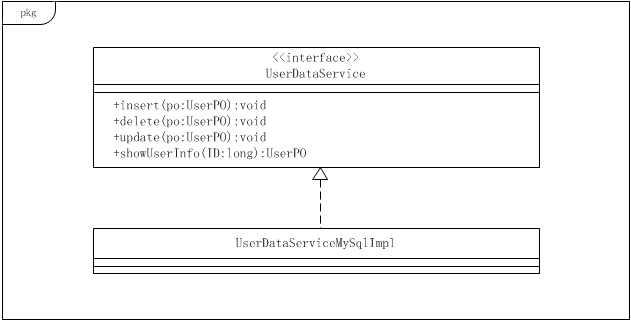 pkg
<<interface>>
UserDataService
+insert(po:UserPO):void
+delete(po:UserPO):void
+update(po:UserPO):void
+showUserInfo(ID:long):UserPO
UserDataServiceMySqlImpl